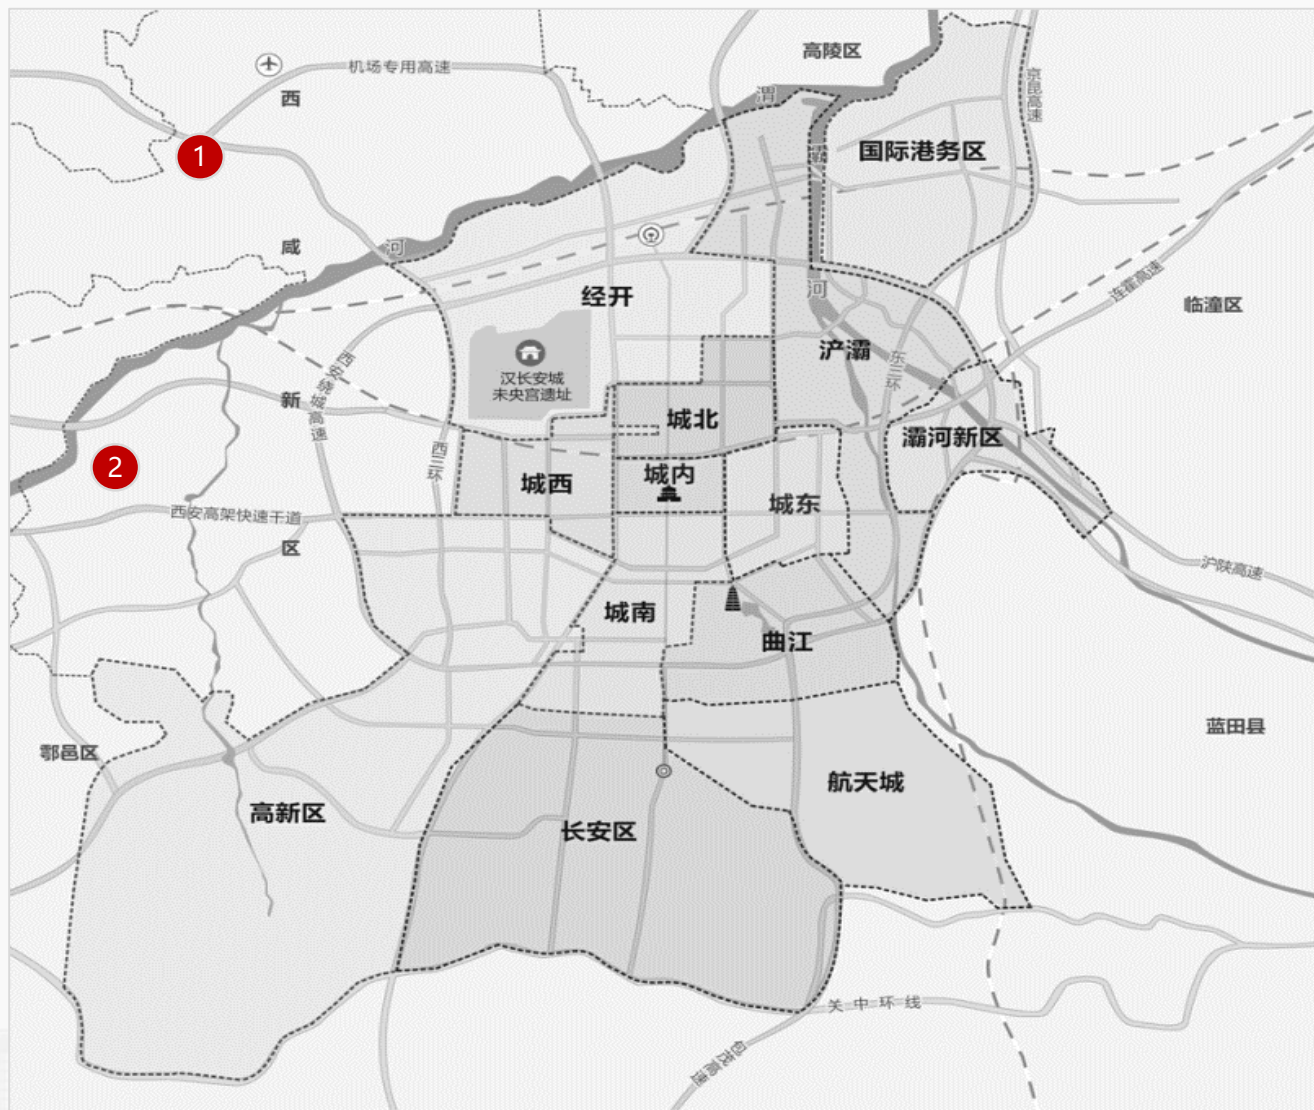 高陵区
机场专用高速
西
渭
京昆高速
1
国际港务区
灞
咸
河
连霍高速
河
经开
临潼区
浐灞
西安绕城高速
东三环
汉长安城
未央宫遗址
新
城北
灞河新区
西三环
2
城内
城西
城东
西安高架快速干道
区
沪陕高速
城南
曲江
蓝田县
鄠邑区
航天城
高新区
长安区
关中环线
包茂高速